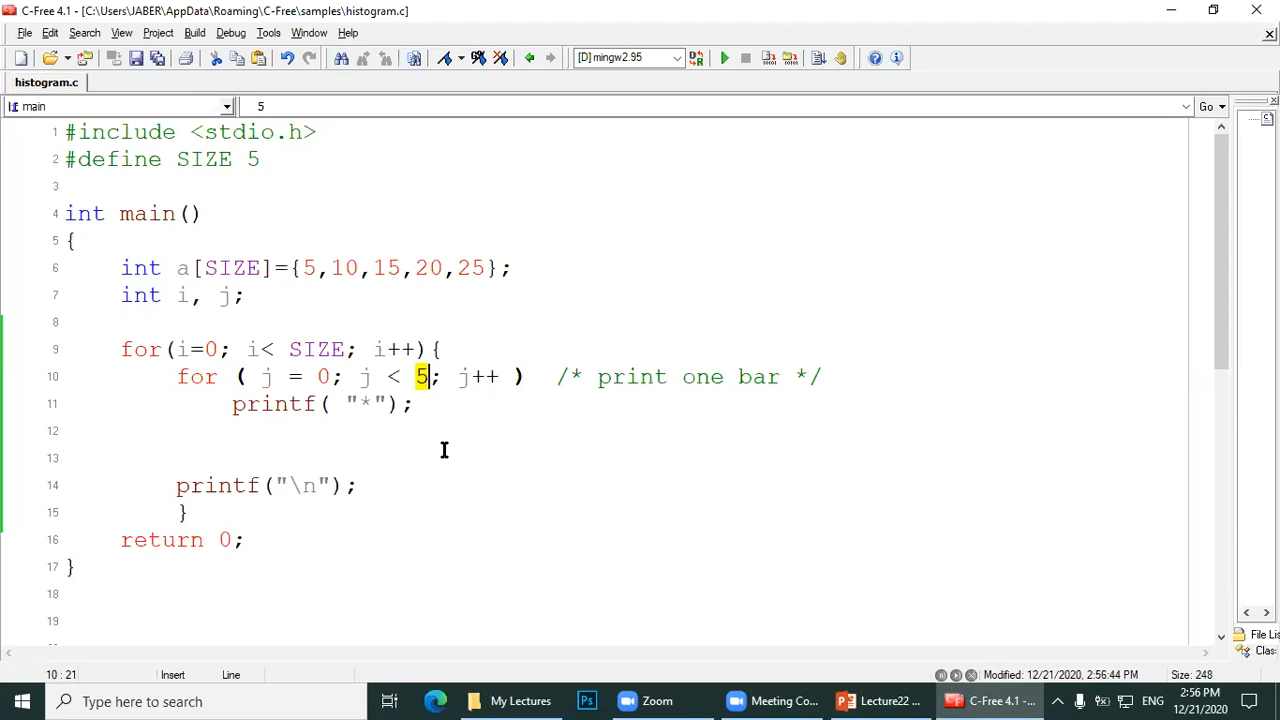 C-Free 4.1 - [C:\Users\JABER\AppData\Roaming\C-Free\samples\histogram.c]
File Edit Search View Project Build Debug Tools Window Help
[D] mingw2.95
histogram.c
main 5 Go
1 #include <stdio.h>
2 #define SIZE 5
3
4 int main()
5 {
6 int a[SIZE]={5,10,15,20,25};
7 int i, j;
8
9 for(i=0; i< SIZE; i++){
10 for ( j = 0; j < 5; j++ ) /* print one bar */
11 printf( "*");
12
13
14 printf("\n");
15 }
16 return 0;
17 }
18
19
File Lis
Clas
10 : 21 Insert Line Modified: 12/21/2020, 2:56:44 PM Size: 248
Type here to search My Lectures Ps Zoom Meeting Co... Lecture22 ... C-Free 4.1 -... ENG 2:56 PM
12/21/2020